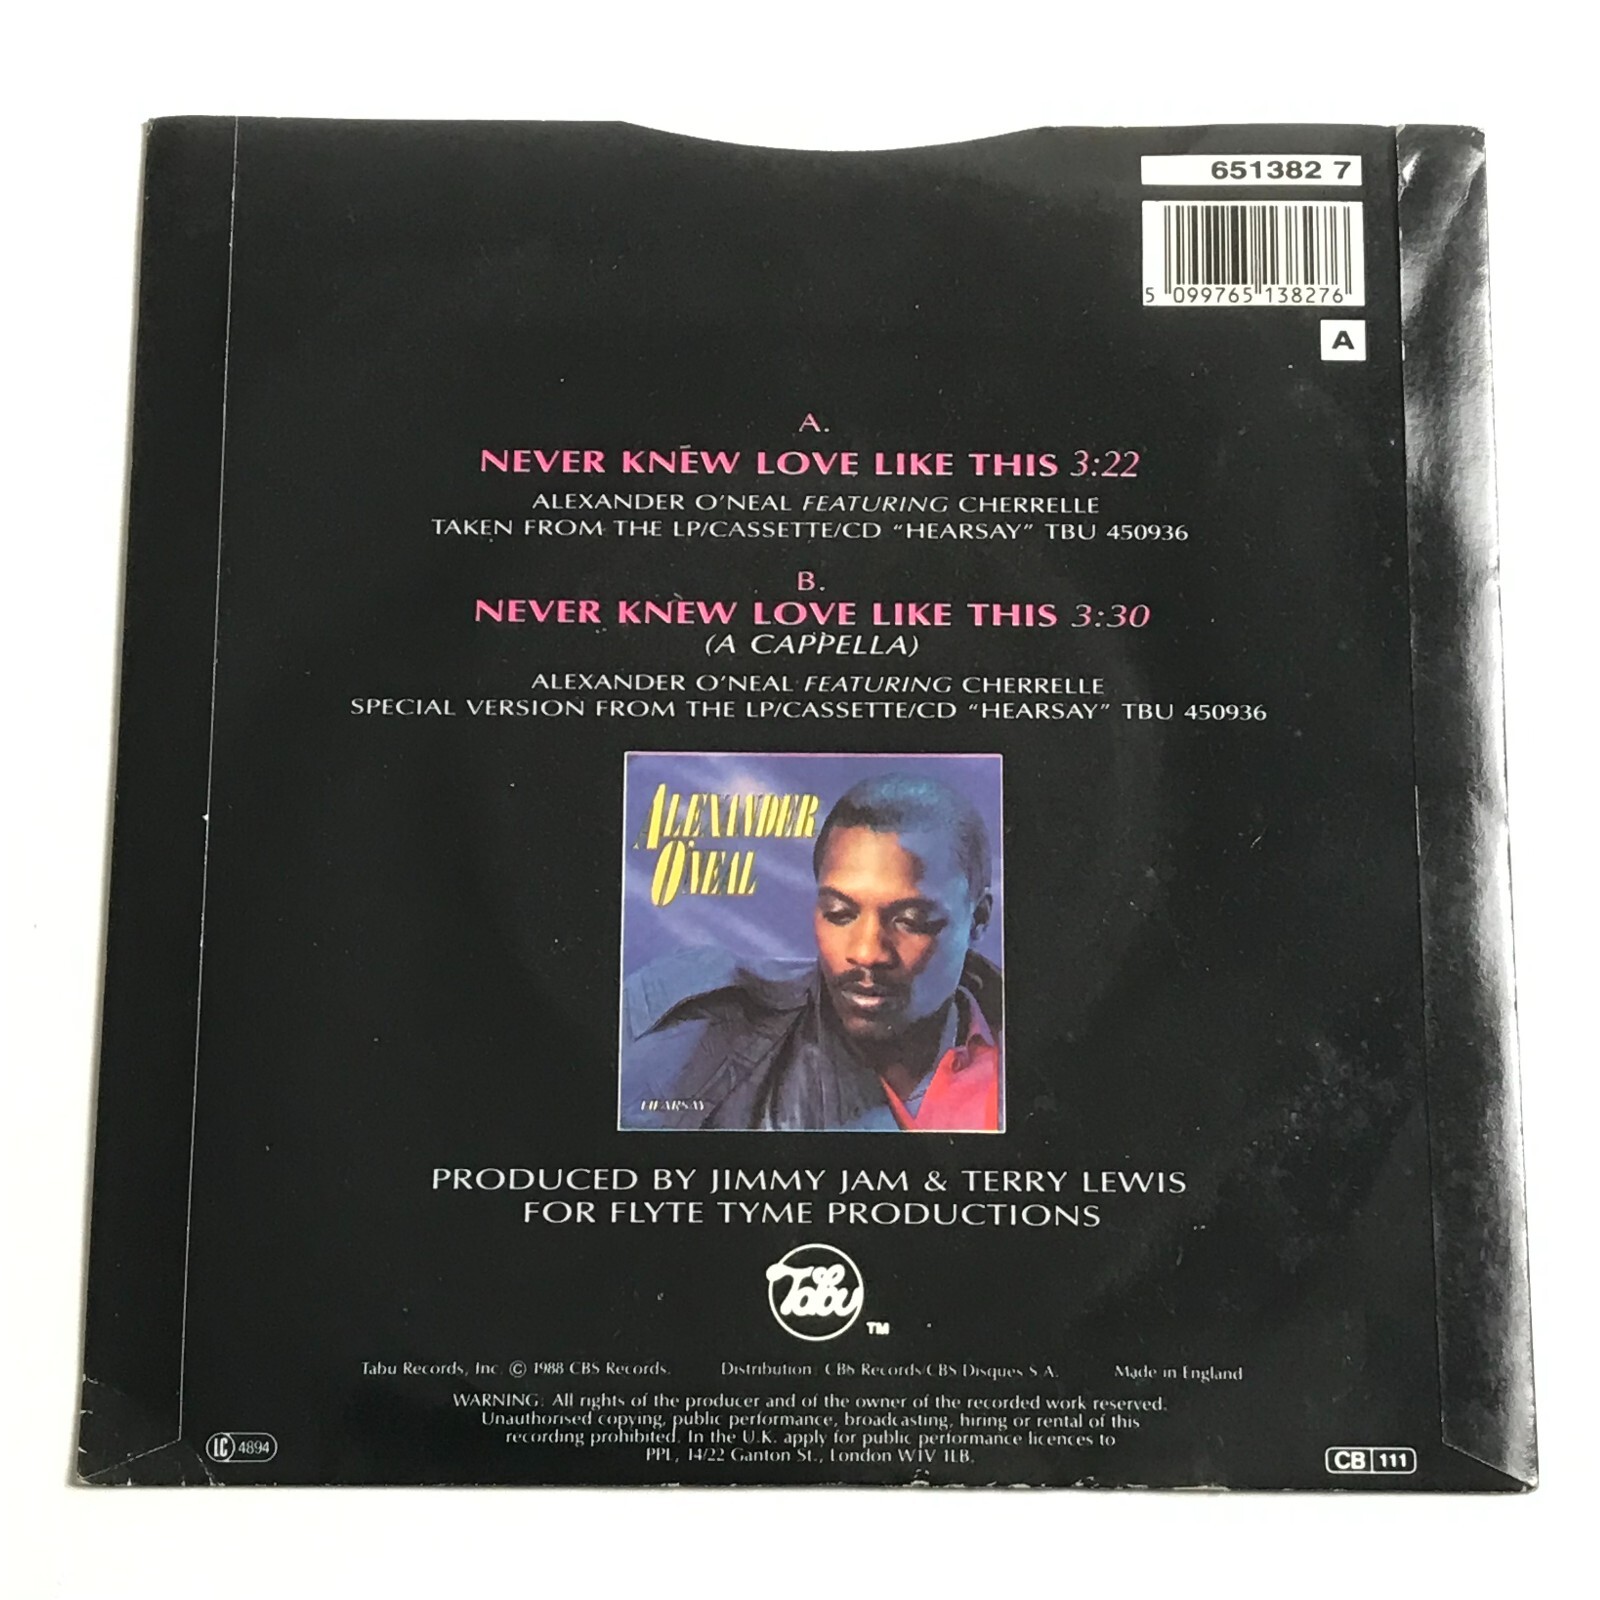 651382 7
5 099765 138276
A
A.
NEVER KNEW LOVE LIKE THIS 3:22
ALEXANDER O'NEAL FEATURING CHERRELLE
TAKEN FROM THE LP/CASSETTE/CD "HEARSAY" TBU 450936
B.
NEVER KNEW LOVE LIKE THIS 3:30
(A CAPPELLA)
ALEXANDER O'NEAL FEATURING CHERRELLE
SPECIAL VERSION FROM THE LP/CASSETTE/CD "HEARSAY" TBU 450936
ALEXANDER
O'NEAL
HEARSAY
PRODUCED BY JIMMY JAM & TERRY LEWIS
FOR FLYTE TYME PRODUCTIONS
Tabu
TM
Tabu Records, Inc. © 1988 CBS Records. Distribution: CBS Records/CBS Disques S.A. Made in England
WARNING: All rights of the producer and of the owner of the recorded work reserved.
Unauthorised copying, public performance, broadcasting, hiring or rental of this
recording prohibited. In the U.K. apply for public performance licences to
PPL, 14/22 Ganton St., London W1V 1LB.
LC 4894
CB 111